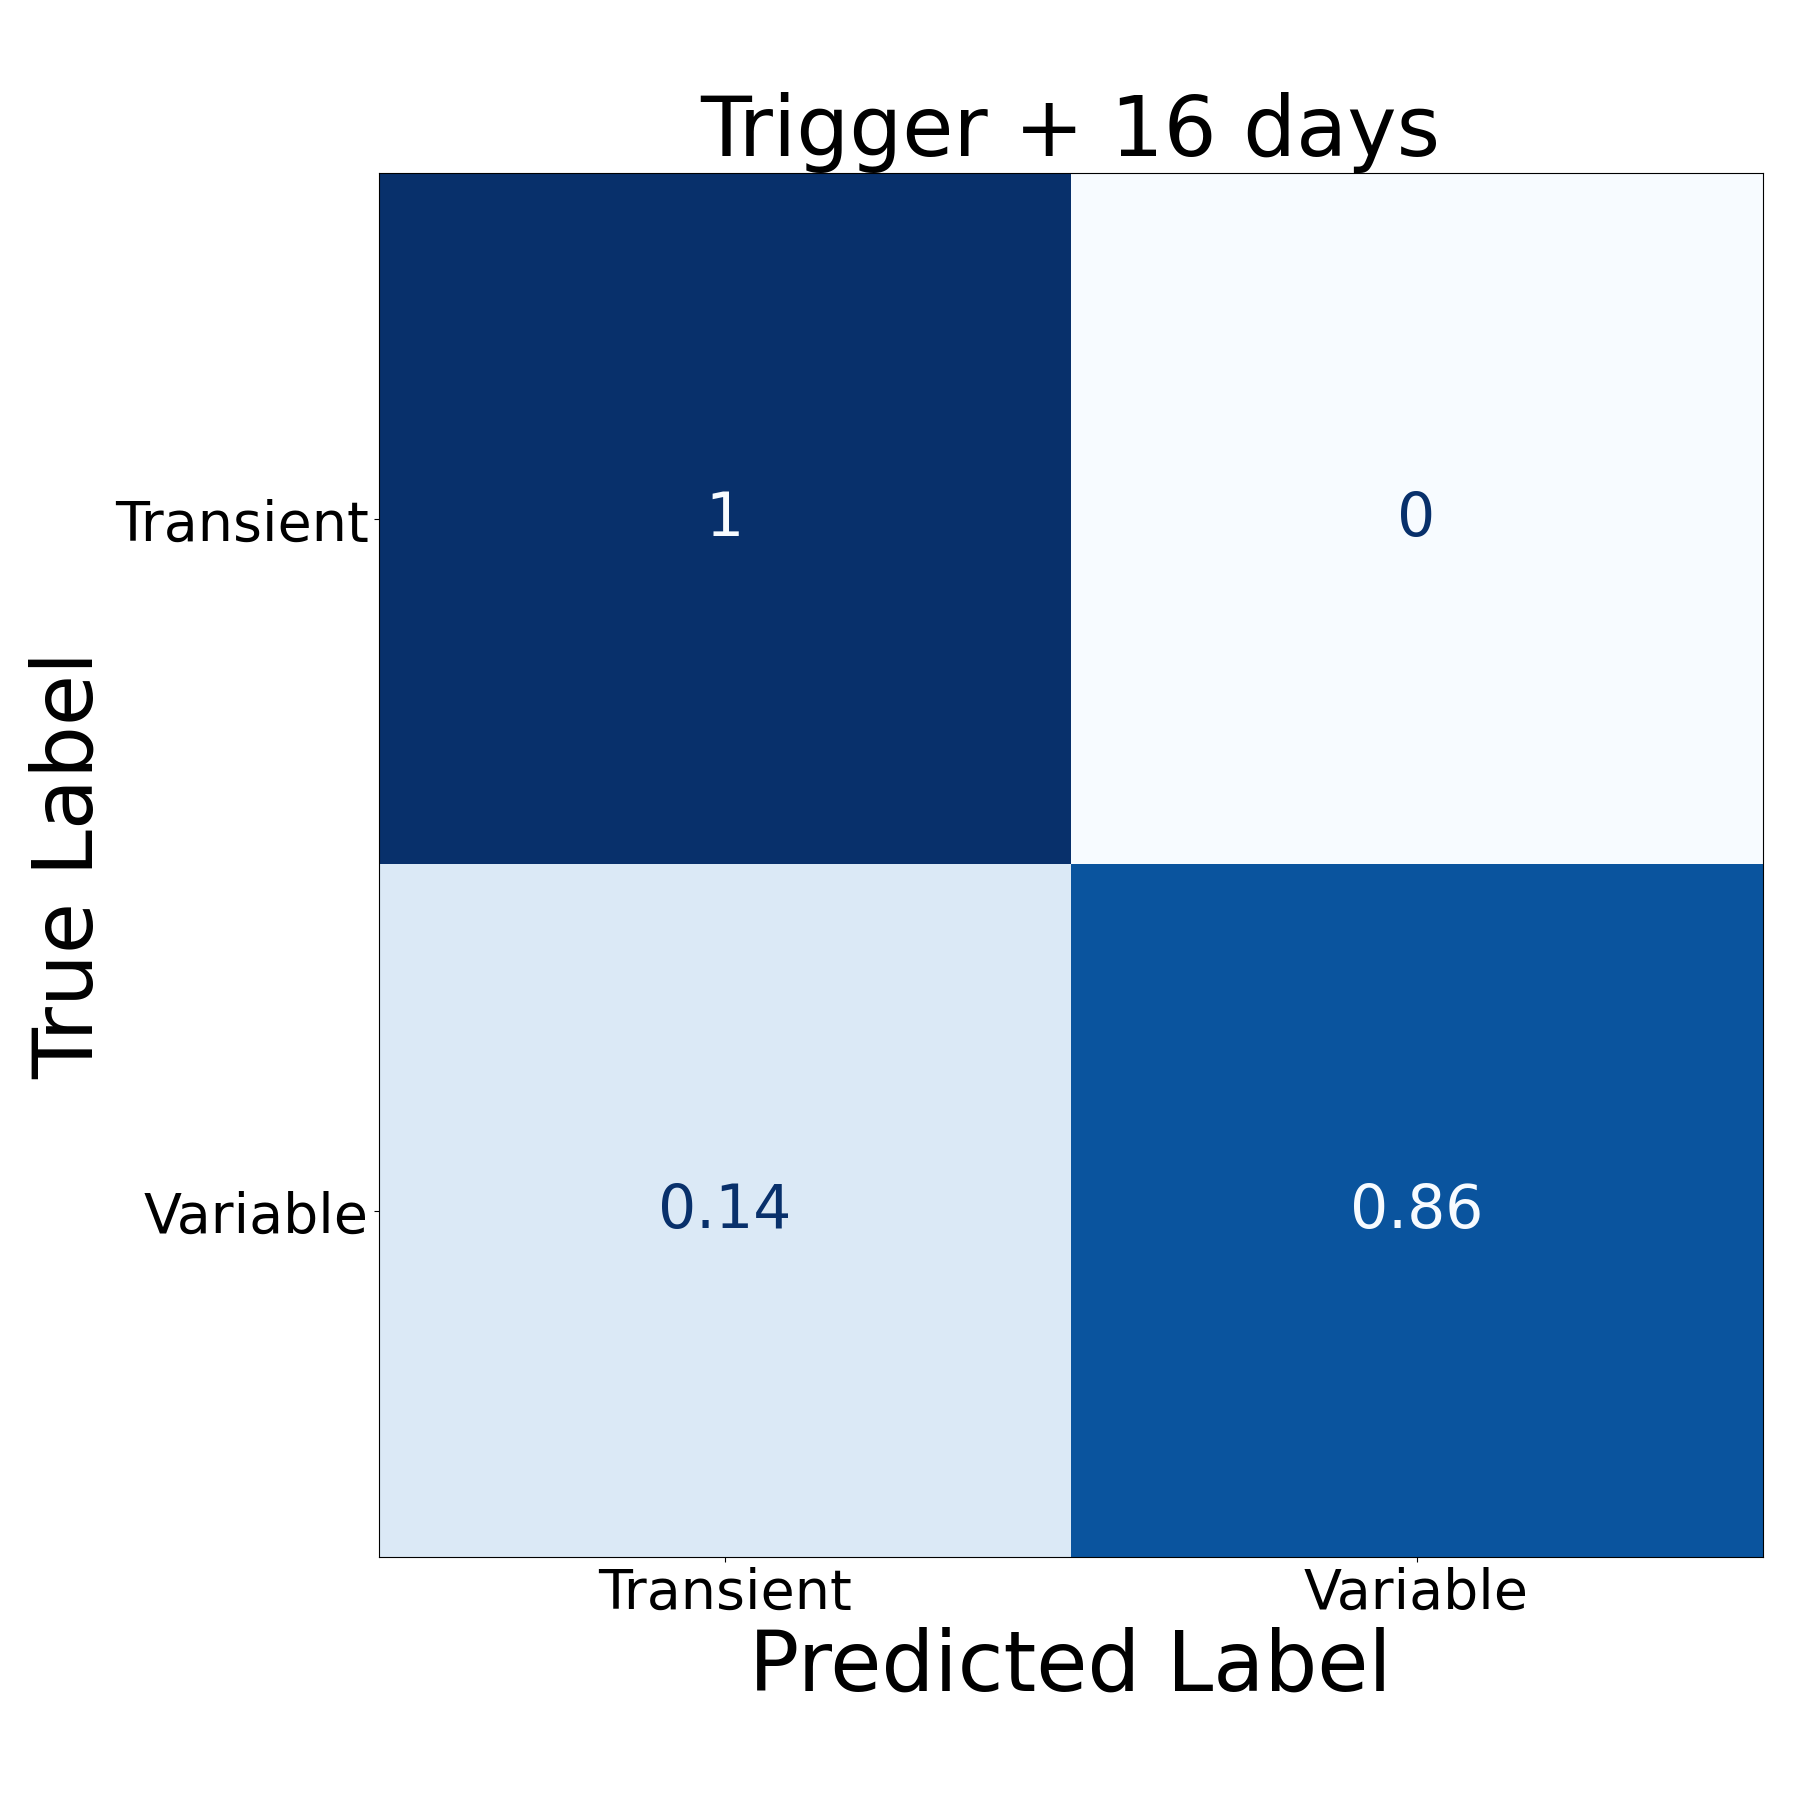 Trigger + 16 days
True Label
Transient
1
0
Variable
0.14
0.86
Transient
Variable
Predicted Label